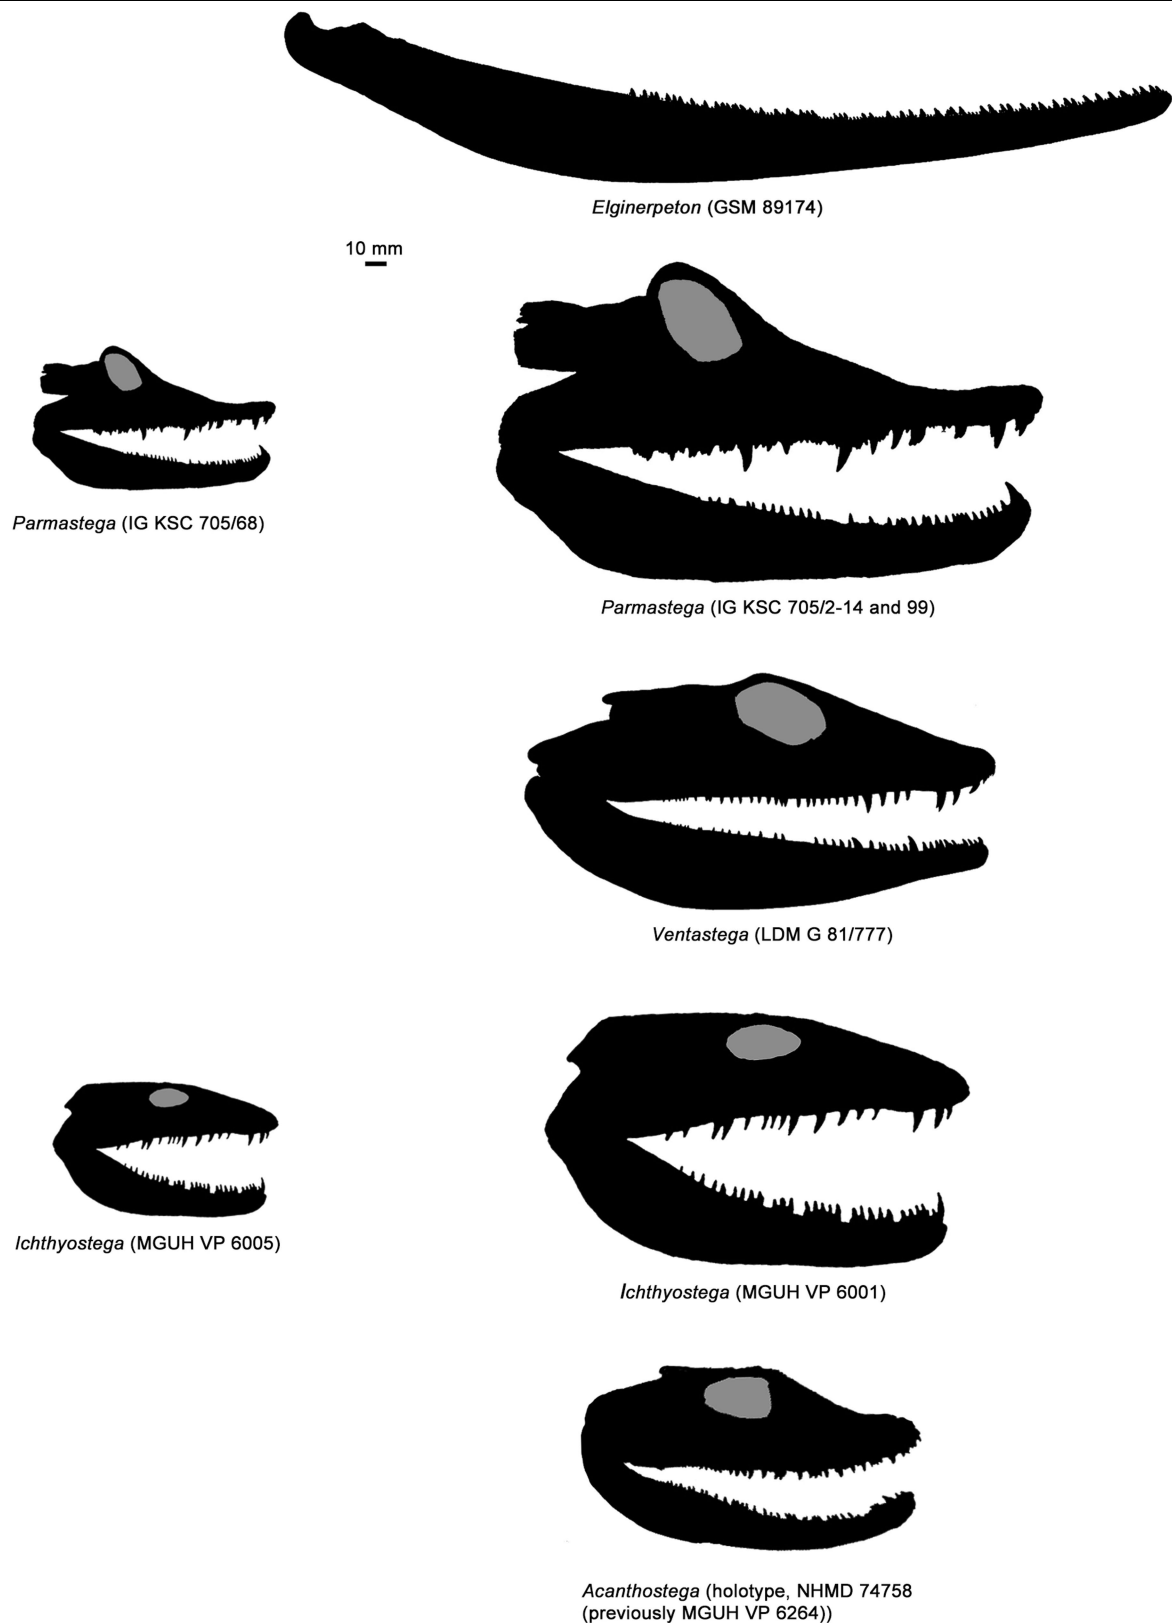 Elginerpeton (GSM 89174)
10 mm
Parmastega (IG KSC 705/68)
Parmastega (IG KSC 705/2-14 and 99)
Ventastega (LDM G 81/777)
Ichthyostega (MGUH VP 6005)
Ichthyostega (MGUH VP 6001)
Acanthostega (holotype, NHMD 74758
(previously MGUH VP 6264))